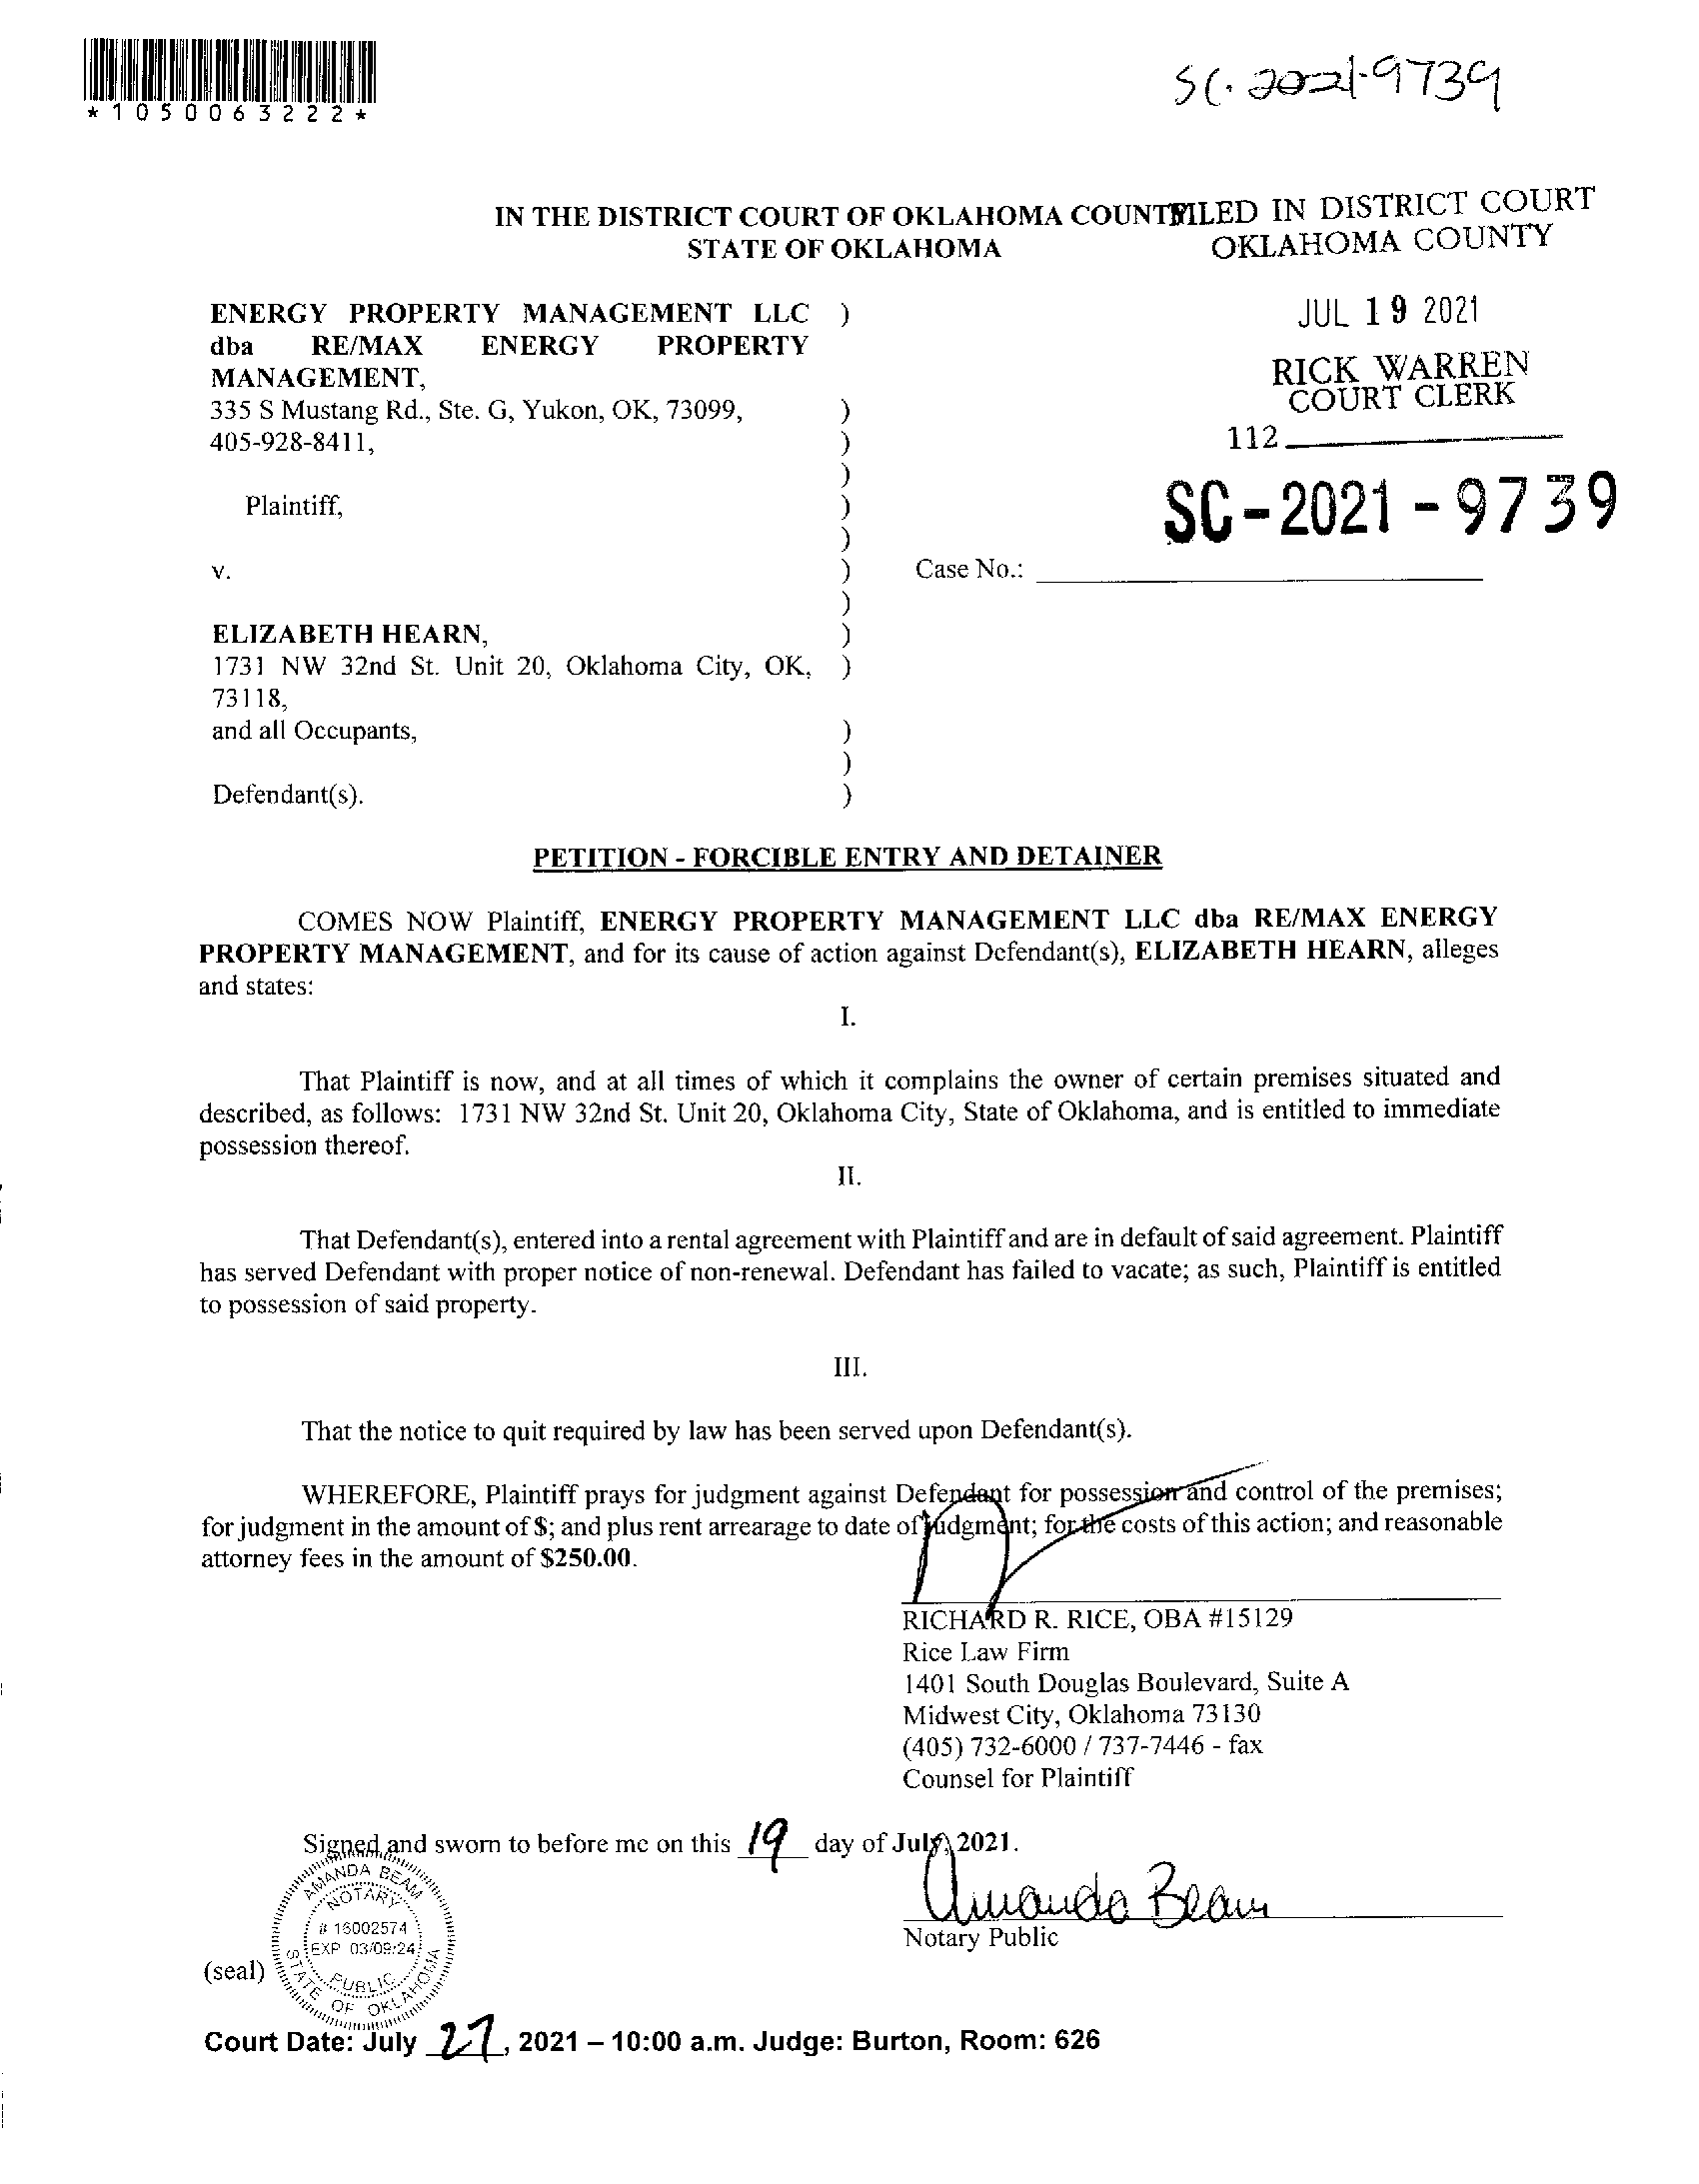 *1050063222*
SC-2021-9739
IN THE DISTRICT COURT OF OKLAHOMA COUNTY
STATE OF OKLAHOMA
FILED IN DISTRICT COURT
OKLAHOMA COUNTY
JUL 19 2021
RICK WARREN
COURT CLERK
112
SC-2021-9739
ENERGY PROPERTY MANAGEMENT LLC )
dba RE/MAX ENERGY PROPERTY
MANAGEMENT,
335 S Mustang Rd., Ste. G, Yukon, OK, 73099, )
405-928-8411, )
)
Plaintiff, )
)
v. ) Case No.:
)
ELIZABETH HEARN, )
1731 NW 32nd St. Unit 20, Oklahoma City, OK, )
73118,
and all Occupants, )
)
Defendant(s). )
PETITION - FORCIBLE ENTRY AND DETAINER
COMES NOW Plaintiff, ENERGY PROPERTY MANAGEMENT LLC dba RE/MAX ENERGY
PROPERTY MANAGEMENT, and for its cause of action against Defendant(s), ELIZABETH HEARN, alleges
and states:
I.
That Plaintiff is now, and at all times of which it complains the owner of certain premises situated and
described, as follows: 1731 NW 32nd St. Unit 20, Oklahoma City, State of Oklahoma, and is entitled to immediate
possession thereof.
II.
That Defendant(s), entered into a rental agreement with Plaintiff and are in default of said agreement. Plaintiff
has served Defendant with proper notice of non-renewal. Defendant has failed to vacate; as such, Plaintiff is entitled
to possession of said property.
III.
That the notice to quit required by law has been served upon Defendant(s).
WHEREFORE, Plaintiff prays for judgment against Defendant for possession and control of the premises;
for judgment in the amount of $; and plus rent arrearage to date of judgment; for the costs of this action; and reasonable
attorney fees in the amount of $250.00.
RICHARD R. RICE, OBA #15129
Rice Law Firm
1401 South Douglas Boulevard, Suite A
Midwest City, Oklahoma 73130
(405) 732-6000 / 737-7446 - fax
Counsel for Plaintiff
Signed and sworn to before me on this 19 day of July, 2021.
Amanda Beam
Notary Public
AMANDA BEAM
NOTARY
# 16002574
EXP 03/09/24
PUBLIC
STATE OF OKLAHOMA
(seal)
Court Date: July 27, 2021 – 10:00 a.m. Judge: Burton, Room: 626